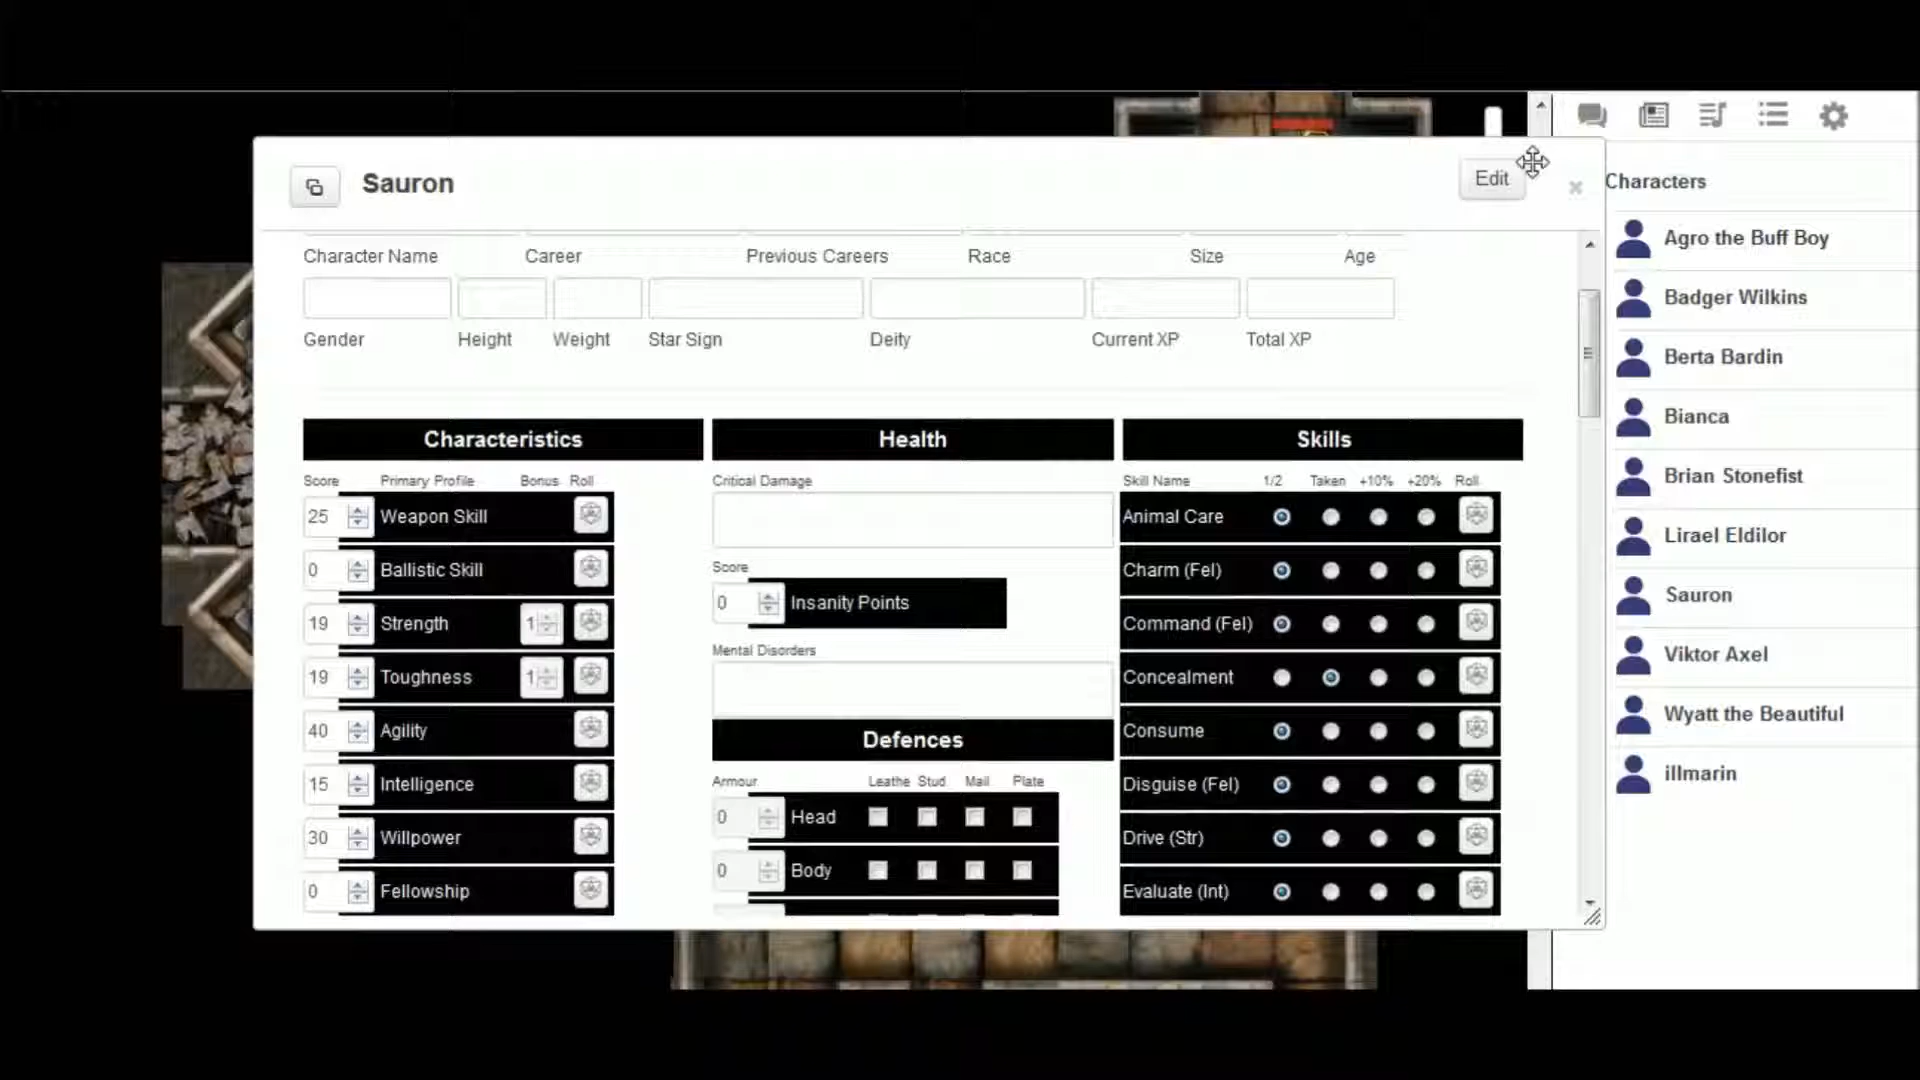 Sauron
Edit
×
Characters
Agro the Buff Boy
Badger Wilkins
Berta Bardin
Bianca
Brian Stonefist
Lirael Eldilor
Sauron
Viktor Axel
Wyatt the Beautiful
illmarin
Character Name Career Previous Careers Race Size Age
Gender Height Weight Star Sign Deity Current XP Total XP
Characteristics
Score Primary Profile Bonus Roll
25 Weapon Skill
0 Ballistic Skill
19 Strength 1
19 Toughness 1
40 Agility
15 Intelligence
30 Willpower
0 Fellowship
Health
Critical Damage
Score
0 Insanity Points
Mental Disorders
Defences
Armour Leathe Stud Mail Plate
0 Head
0 Body
Skills
Skill Name 1/2 Taken +10% +20% Roll
Animal Care
Charm (Fel)
Command (Fel)
Concealment
Consume
Disguise (Fel)
Drive (Str)
Evaluate (Int)